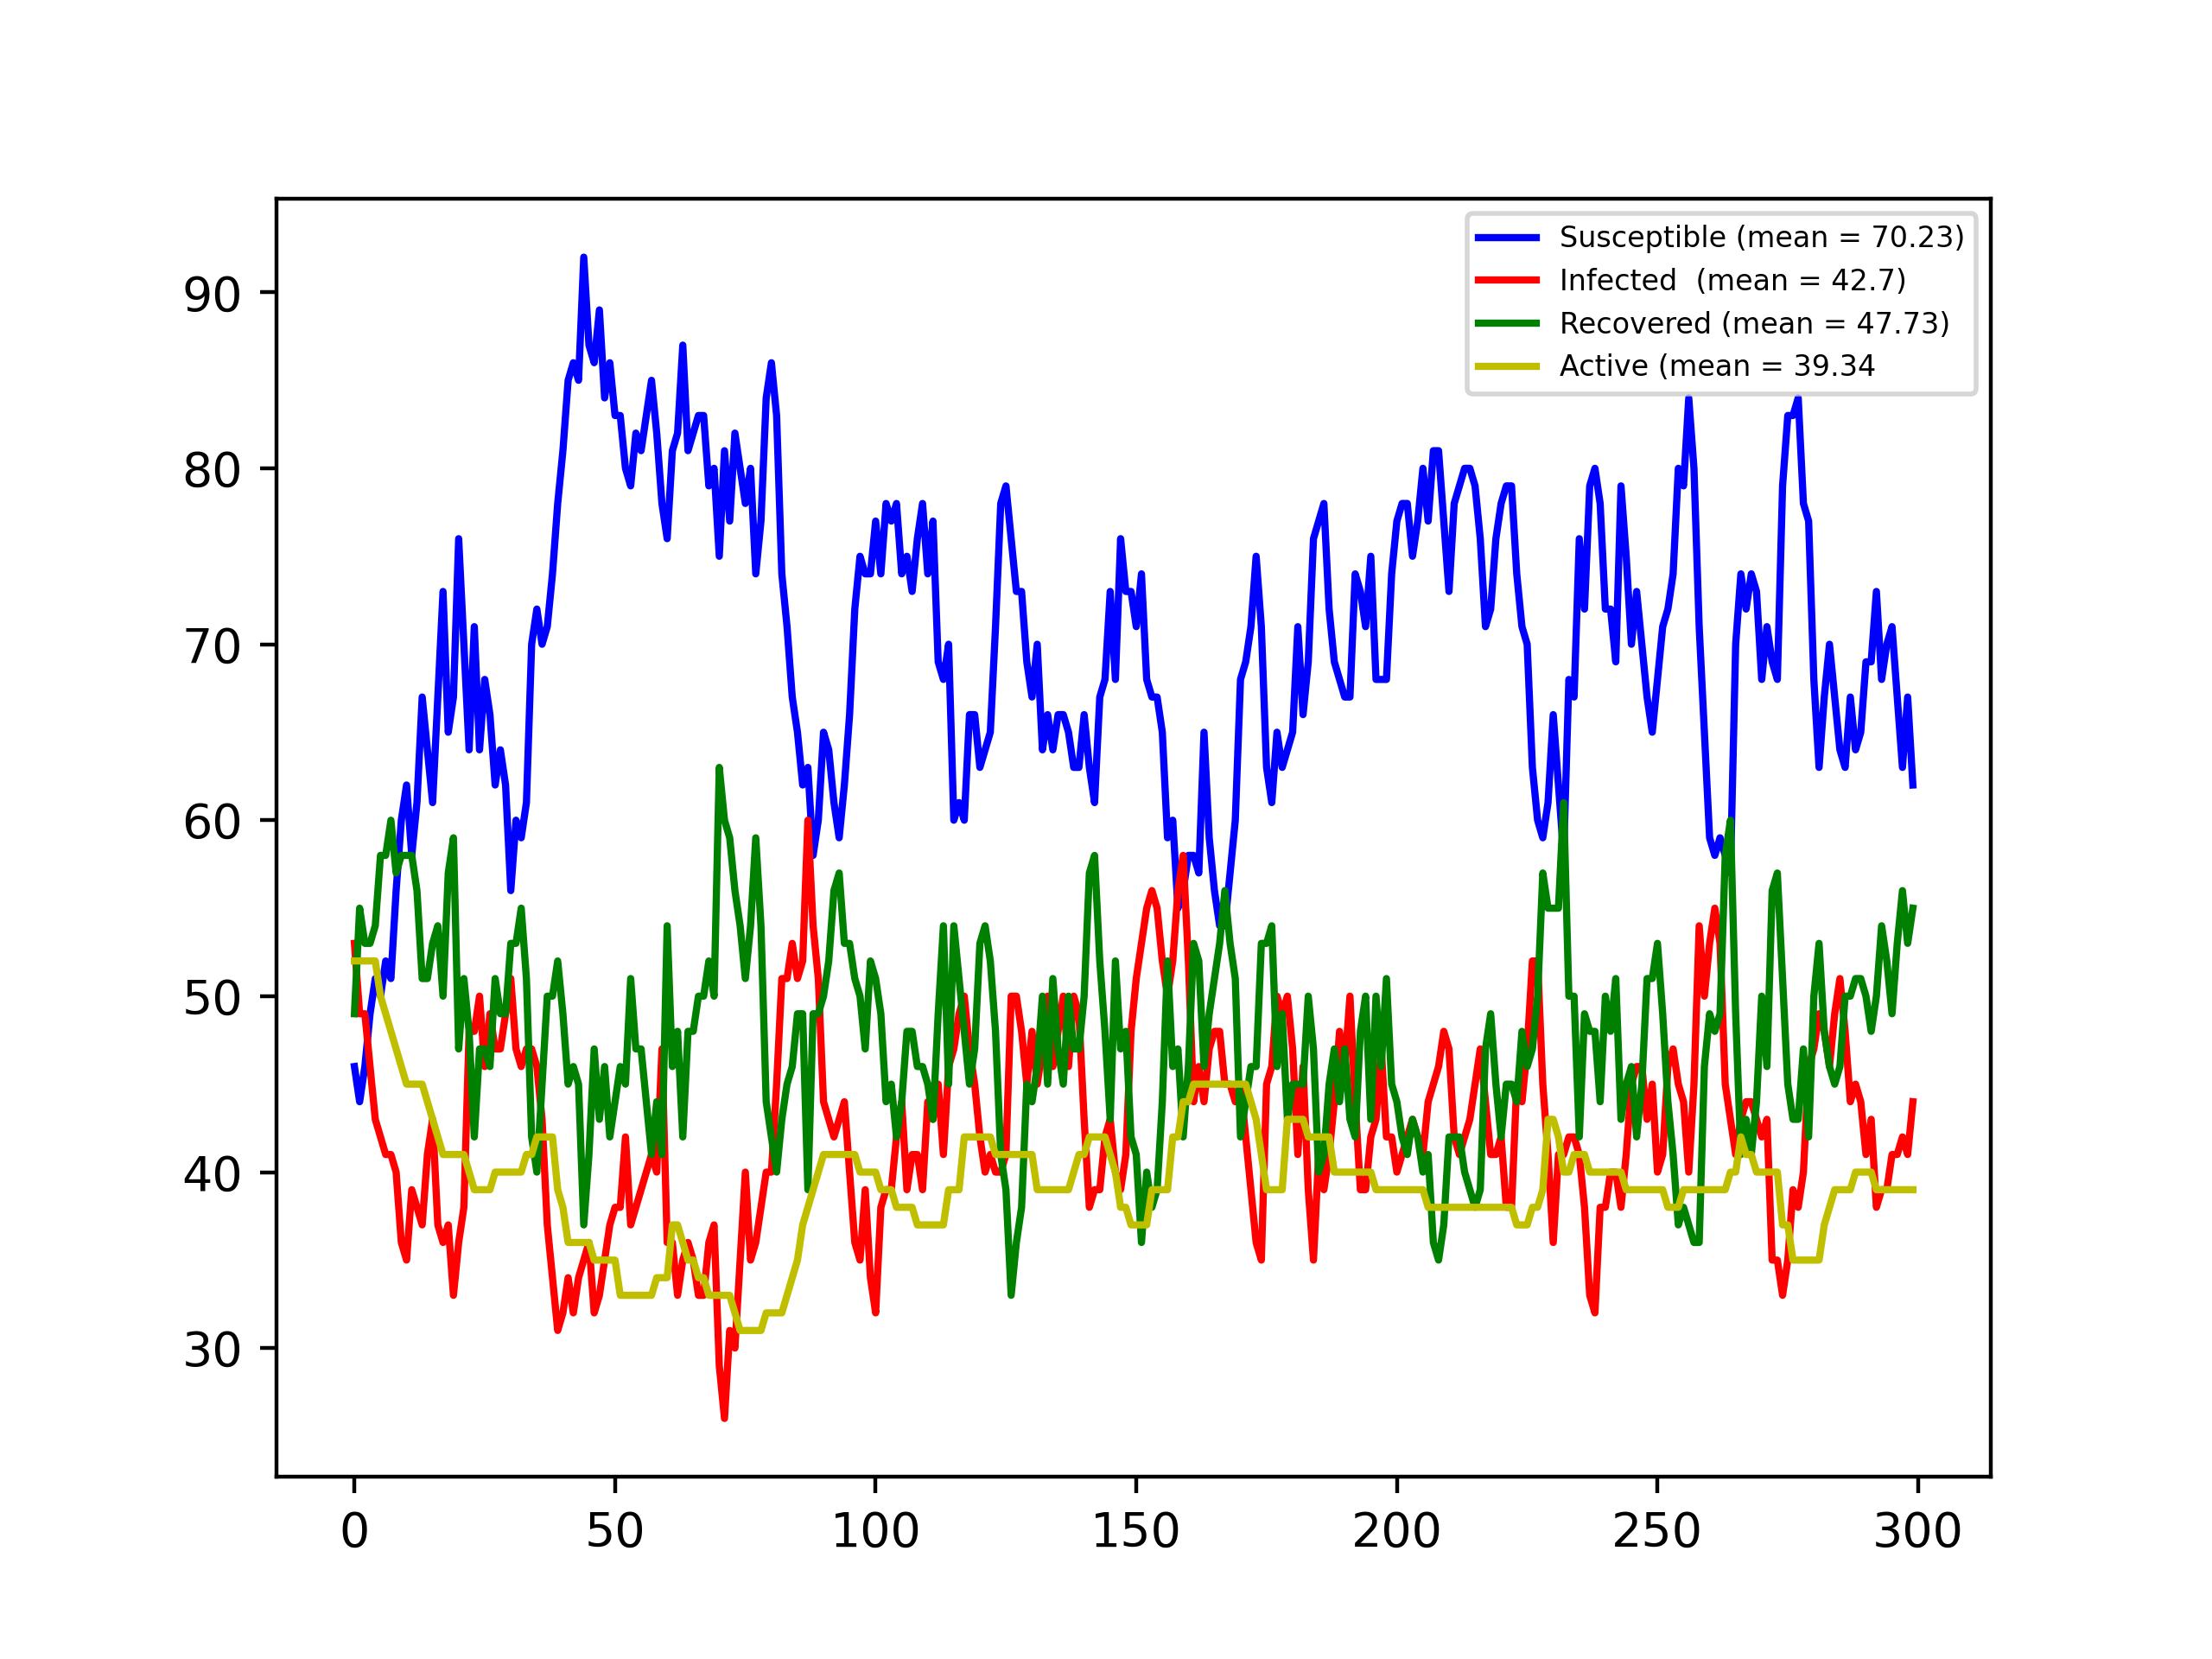 Susceptible (mean = 70.23)
Infected  (mean = 42.7)
Recovered (mean = 47.73)
Active (mean = 39.34
90
80
70
60
50
40
30
0 50 100 150 200 250 300